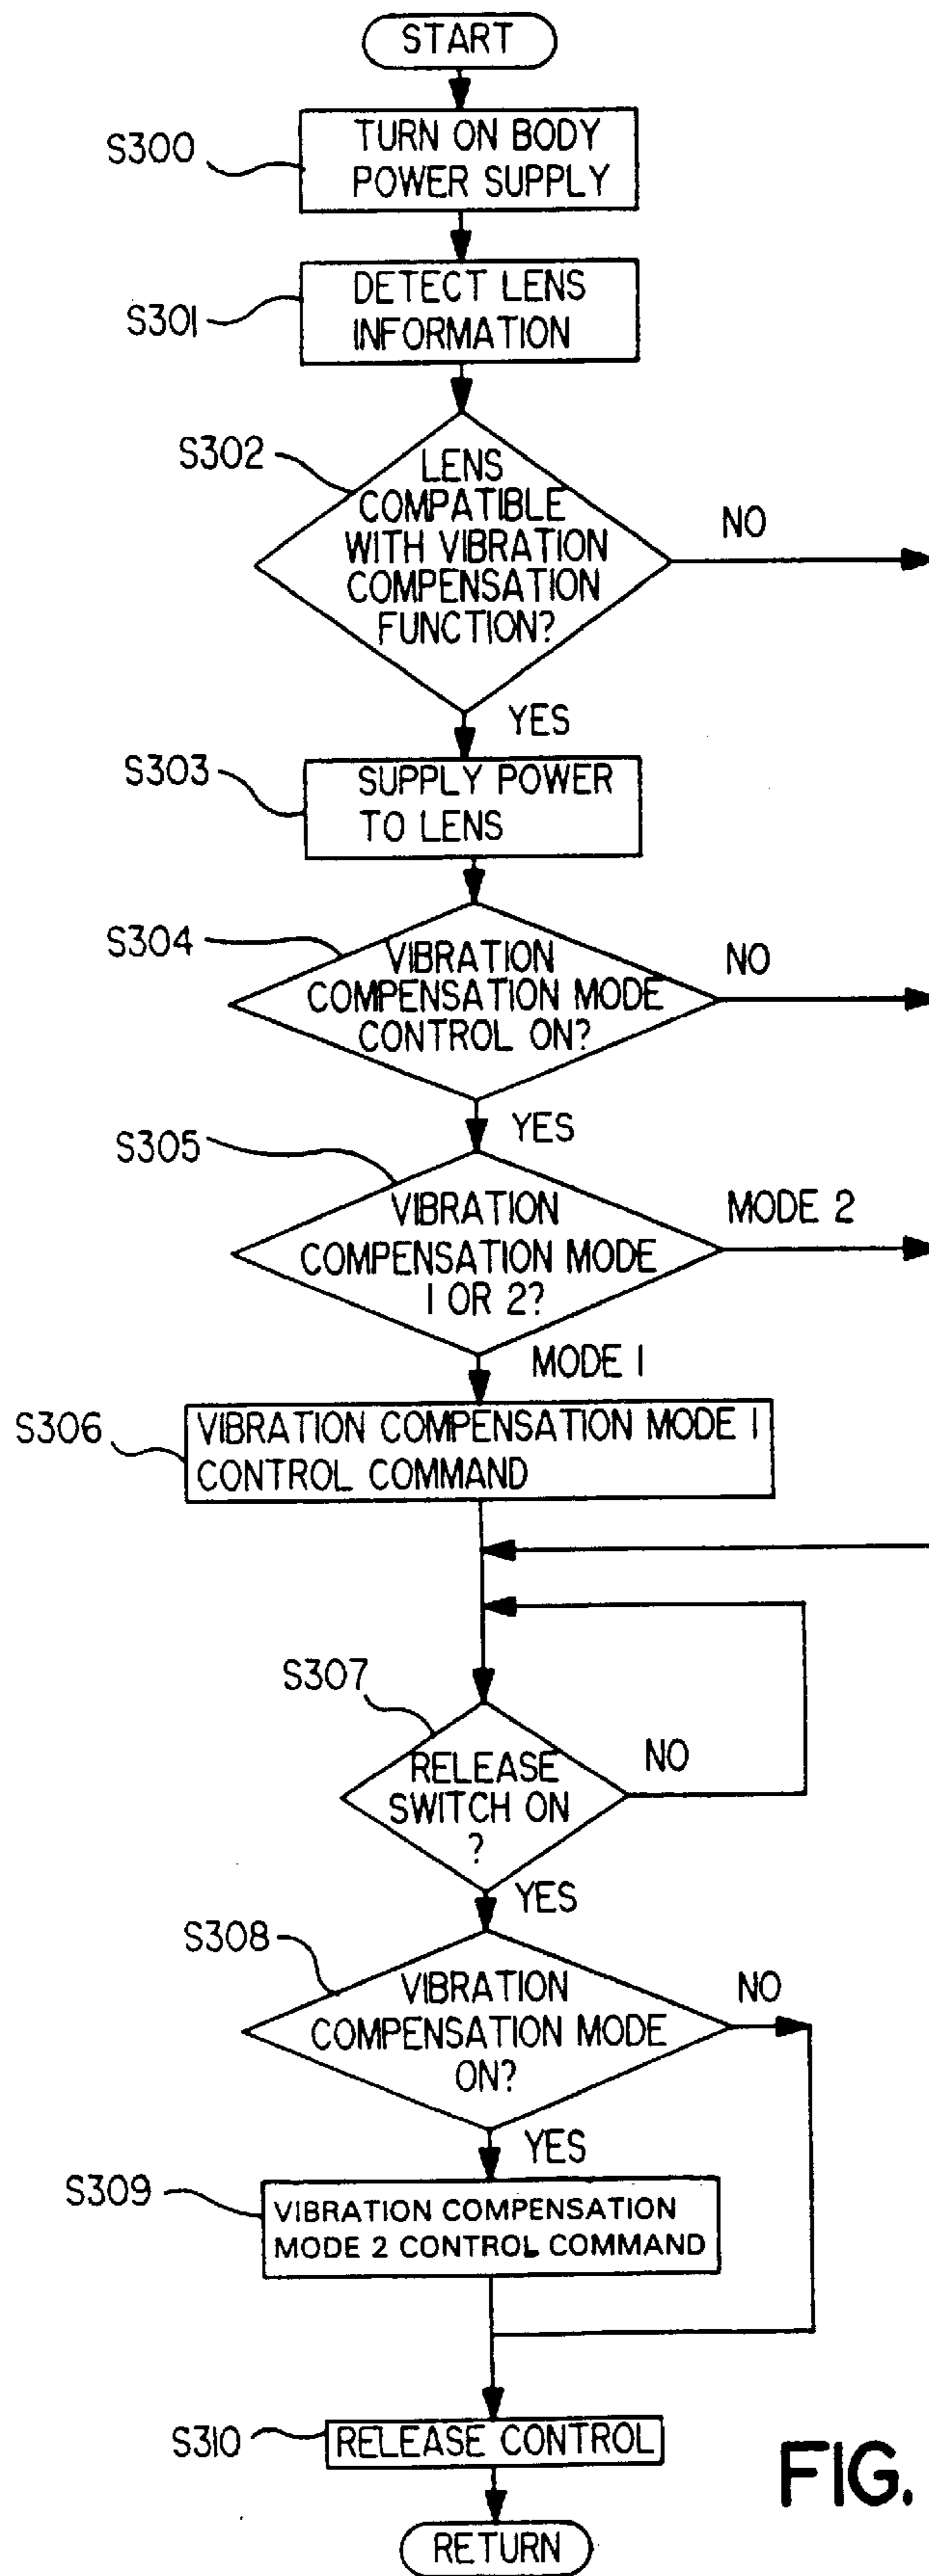 START
S300
TURN ON BODY
POWER SUPPLY
S301
DETECT LENS
INFORMATION
S302
LENS
COMPATIBLE
WITH VIBRATION
COMPENSATION
FUNCTION?
NO
YES
S303
SUPPLY POWER
TO LENS
S304
VIBRATION
COMPENSATION MODE
CONTROL ON?
NO
YES
S305
VIBRATION
COMPENSATION MODE
1 OR 2?
MODE 2
MODE 1
S306
VIBRATION COMPENSATION MODE 1
CONTROL COMMAND
S307
RELEASE
SWITCH ON
?
NO
YES
S308
VIBRATION
COMPENSATION MODE
ON?
NO
YES
S309
VIBRATION COMPENSATION
MODE 2 CONTROL COMMAND
S310
RELEASE CONTROL
RETURN
FIG.